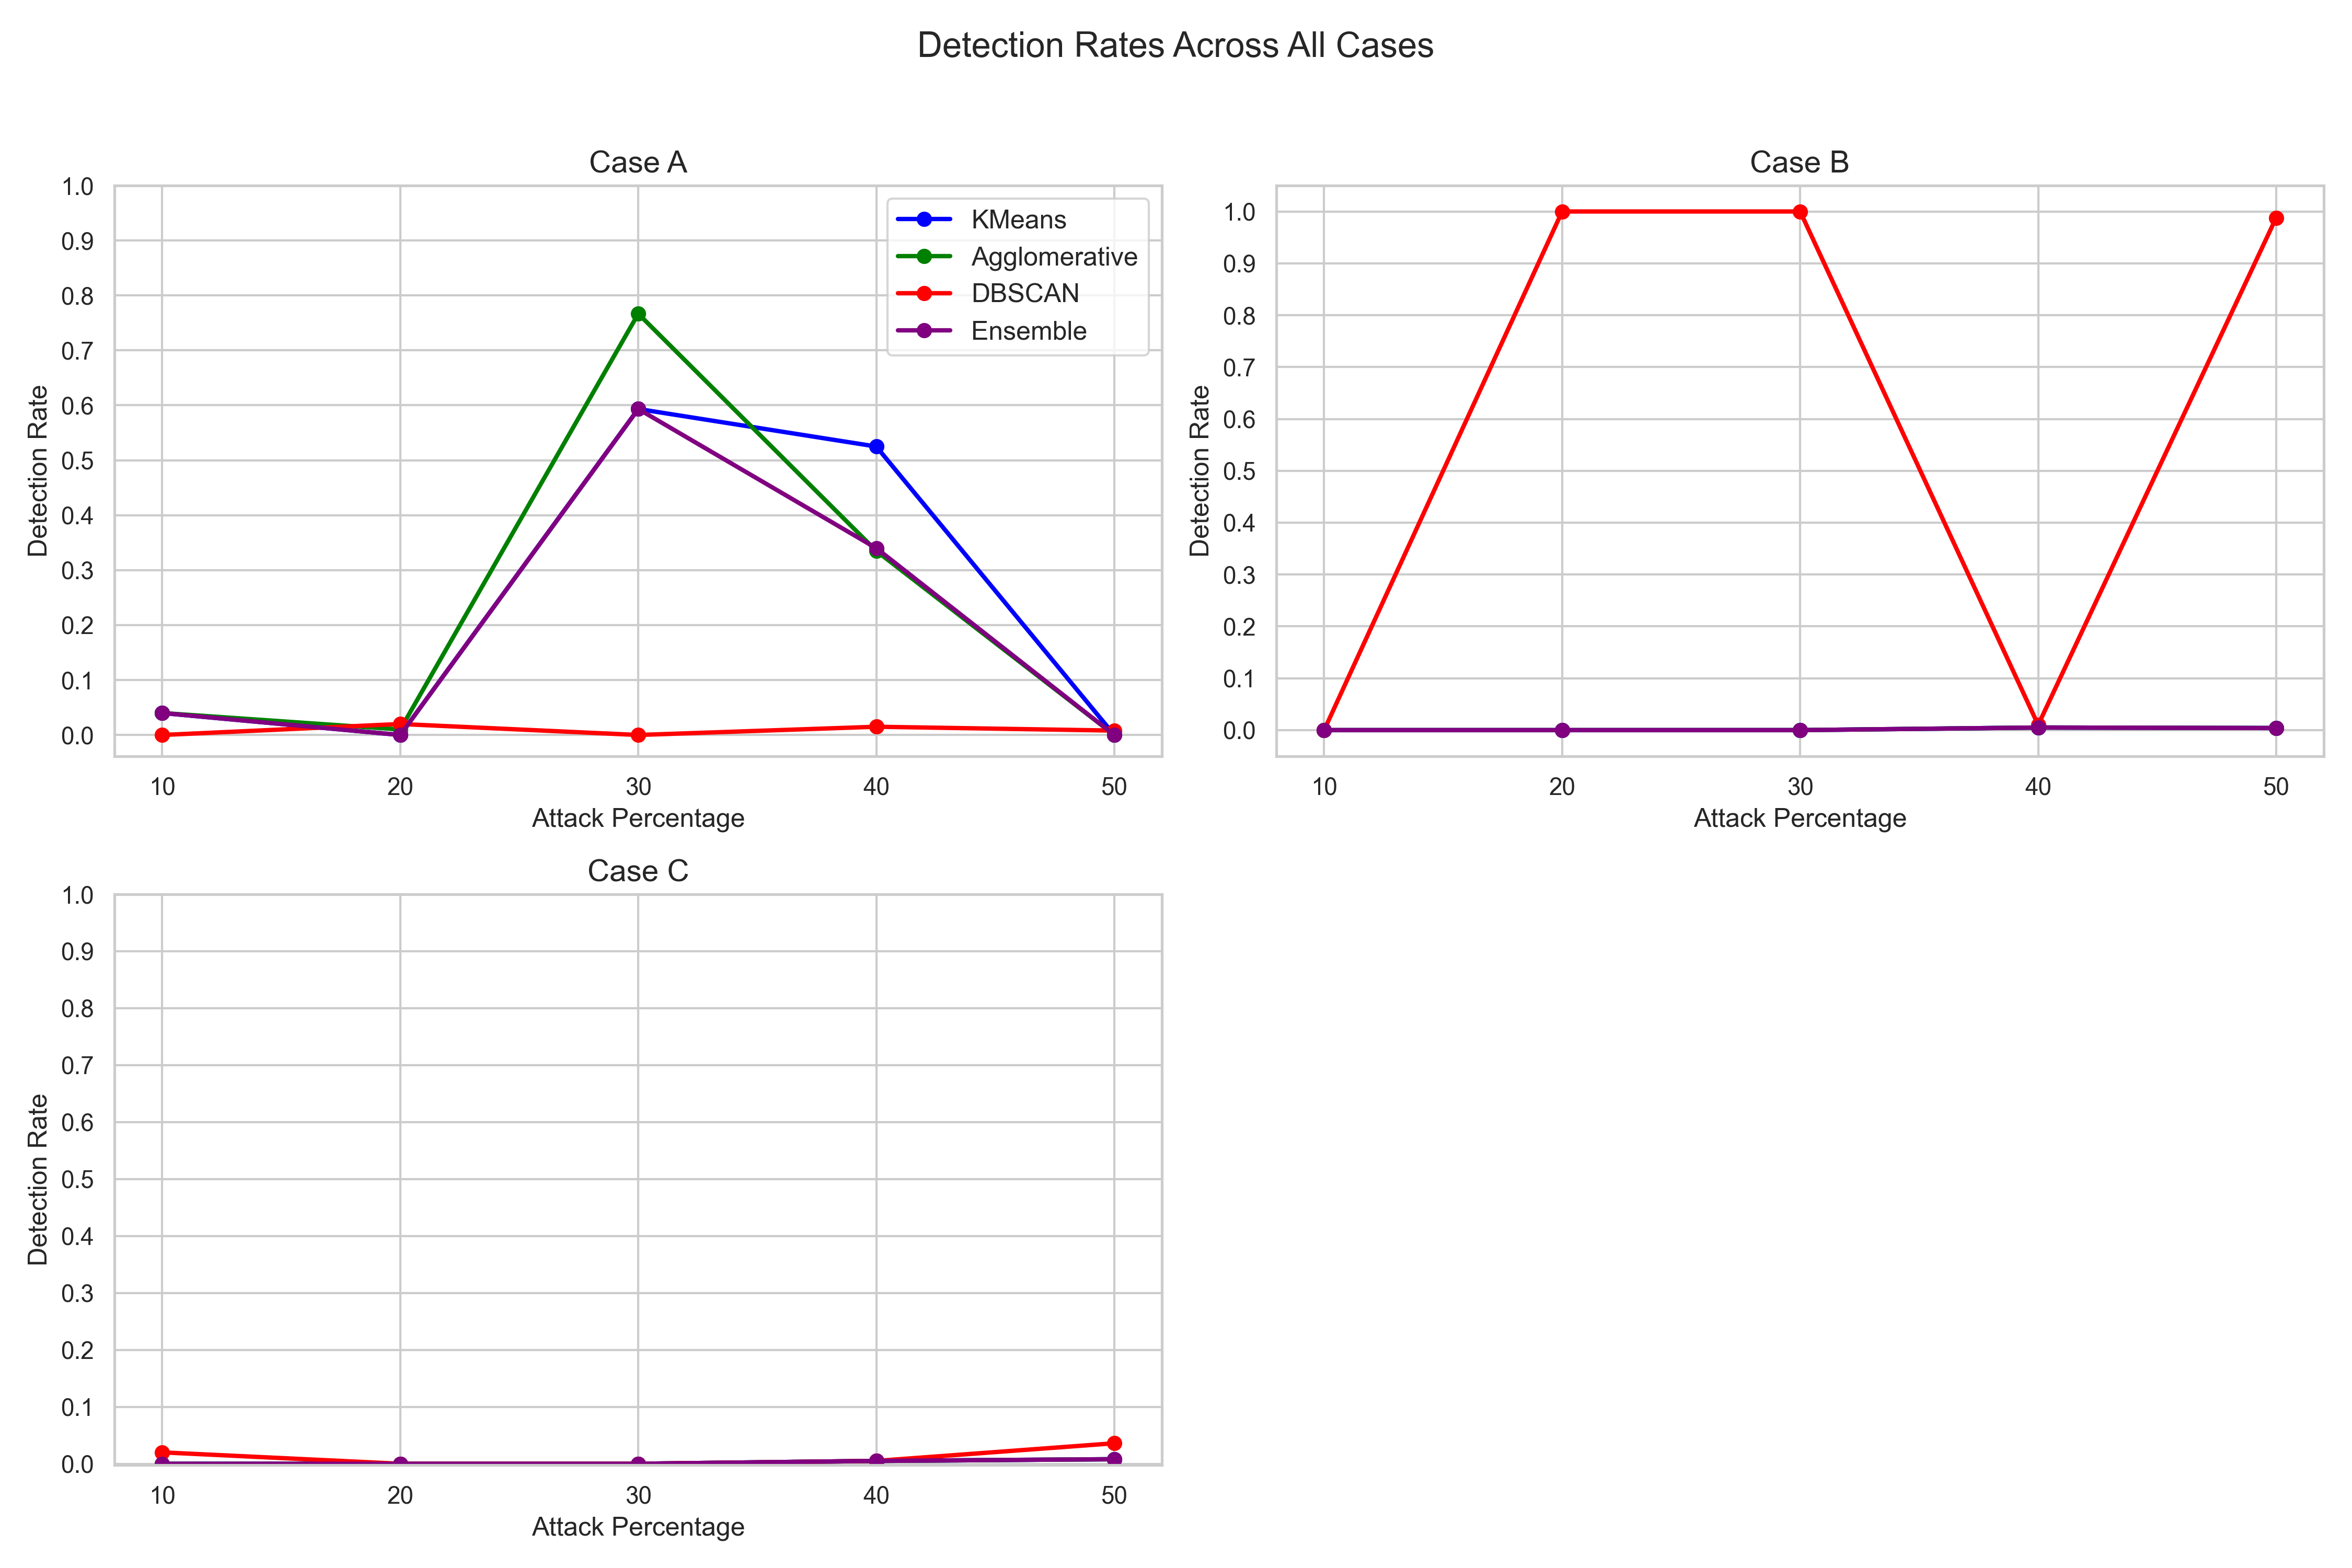 Detection Rates Across All Cases
Case A
1.0
0.9
0.8
0.7
0.6
0.5
0.4
0.3
0.2
0.1
0.0
Detection Rate
KMeans
Agglomerative
DBSCAN
Ensemble
10 20 30 40 50
Attack Percentage
Case B
1.0
0.9
0.8
0.7
0.6
0.5
0.4
0.3
0.2
0.1
0.0
Detection Rate
10 20 30 40 50
Attack Percentage
Case C
1.0
0.9
0.8
0.7
0.6
0.5
0.4
0.3
0.2
0.1
0.0
Detection Rate
10 20 30 40 50
Attack Percentage